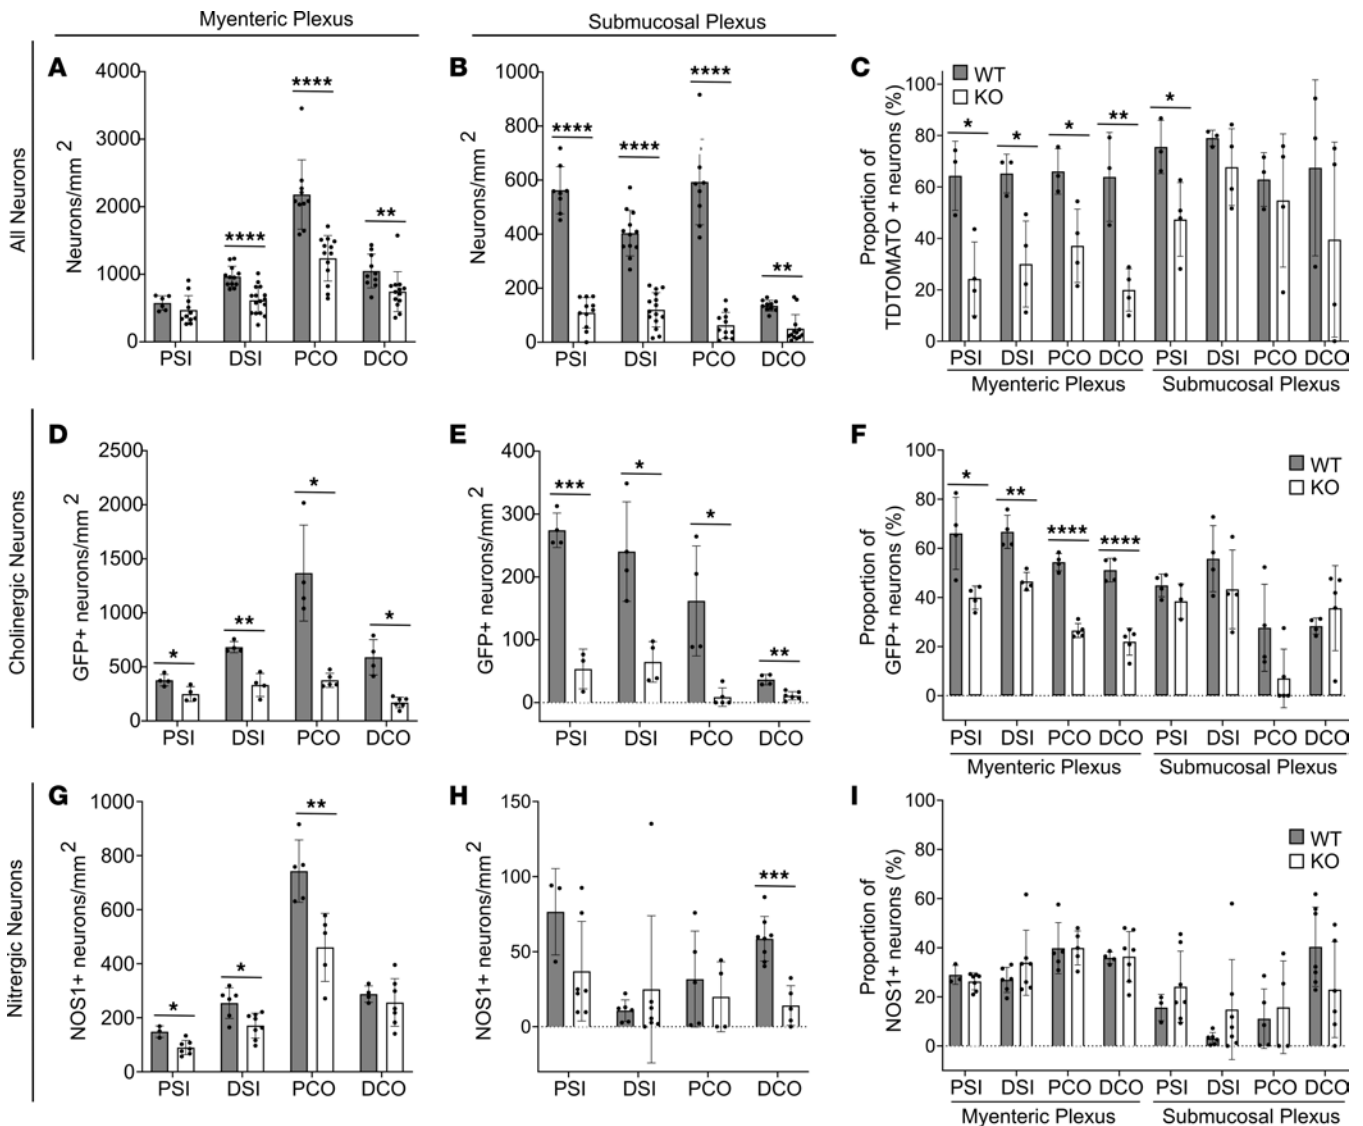 Myenteric Plexus
Submucosal Plexus
All Neurons
A
Neurons/mm 2
4000
3000
2000
1000
0
****
****
**
PSI DSI PCO DCO
B
Neurons/mm 2
1000
800
600
400
200
0
****
****
****
**
PSI DSI PCO DCO
C
Proportion of
TDTOMATO + neurons (%)
100
80
60
40
20
0
WT
KO
*
*
*
**
*
PSI DSI PCO DCO PSI DSI PCO DCO
Myenteric Plexus Submucosal Plexus
Cholinergic Neurons
D
GFP+ neurons/mm 2
2500
2000
1500
1000
500
0
*
**
*
*
PSI DSI PCO DCO
E
GFP+ neurons/mm 2
400
300
200
100
0
***
*
*
**
PSI DSI PCO DCO
F
Proportion of
GFP+ neurons (%)
100
80
60
40
20
0
WT
KO
*
**
****
****
PSI DSI PCO DCO PSI DSI PCO DCO
Myenteric Plexus Submucosal Plexus
Nitrergic Neurons
G
NOS1+ neurons/mm2
1000
800
600
400
200
0
*
*
**
PSI DSI PCO DCO
H
NOS1+ neurons/mm2
150
100
50
0
***
PSI DSI PCO DCO
I
Proportion of
NOS1+ neurons (%)
100
80
60
40
20
0
WT
KO
PSI DSI PCO DCO PSI DSI PCO DCO
Myenteric Plexus Submucosal Plexus